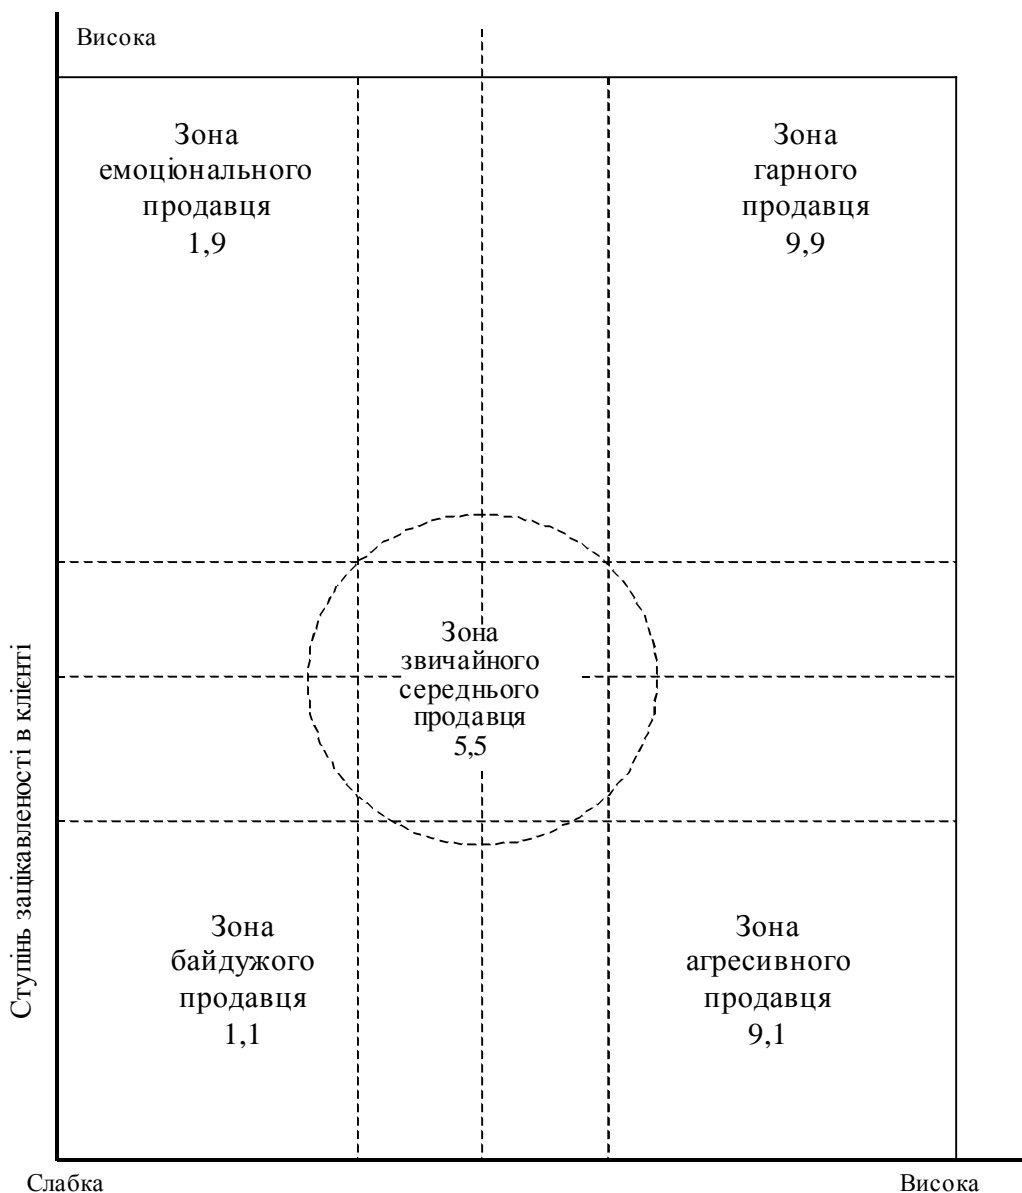 Висока
Зона
емоціонального
продавця
1,9
Зона
гарного
продавця
9,9
Зона
звичайного
середнього
продавця
5,5
Ступінь зацікавленості в клієнті
Зона
байдужого
продавця
1,1
Зона
агресивного
продавця
9,1
Слабка
Висока